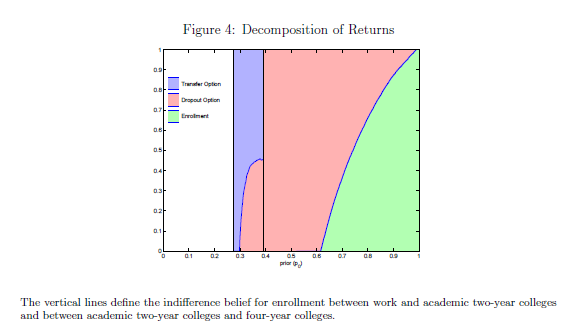 Figure 4: Decomposition of Returns
1
0.9
0.8
0.7
0.6
0.5
0.4
0.3
0.2
0.1
0
Transfer Option
Dropout Option
Enrollment
0 0.1 0.2 0.3 0.4 0.5 0.6 0.7 0.8 0.9 1
prior (p0)
The vertical lines define the indifference belief for enrollment between work and academic two-year colleges
and between academic two-year colleges and four-year colleges.